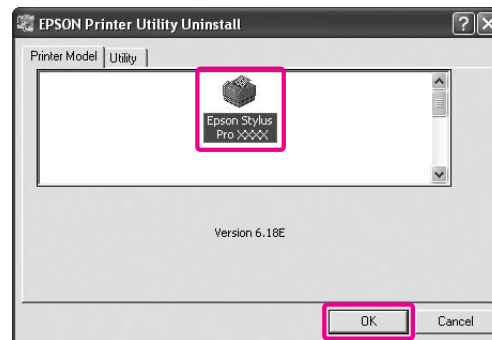 EPSON Printer Utility Uninstall
Printer Model
Utility
Epson Stylus
Pro XXXX
Version 6.18E
OK
Cancel